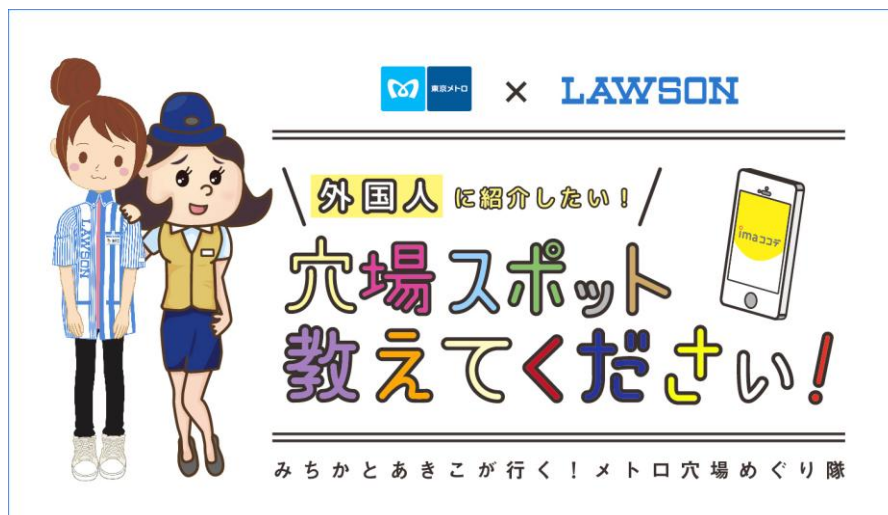 東京メトロ × LAWSON
外国人に紹介したい！
穴場スポット
教えてください！
imaココデ
LAWSON
みちかとあきこが行く！メトロ穴場めぐり隊